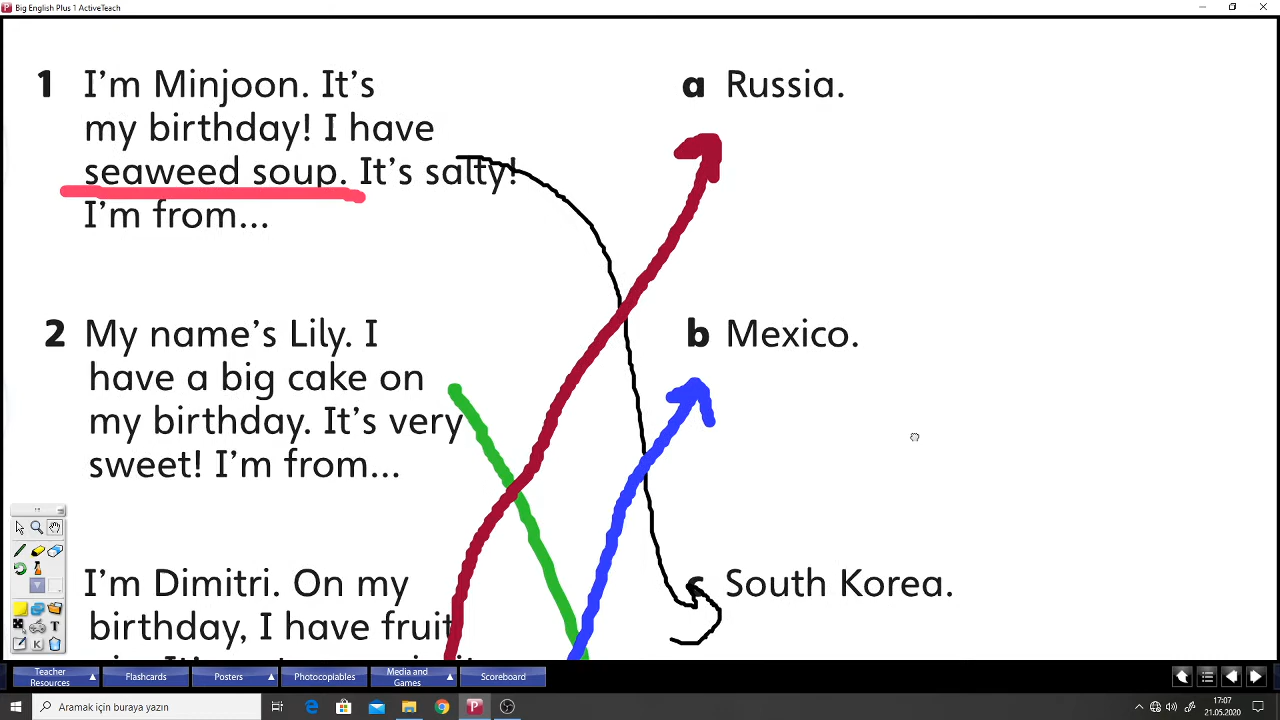 Big English Plus 1 ActiveTeach
1 I'm Minjoon. It's
my birthday! I have
seaweed soup. It's salty!
I'm from...
a Russia.
2 My name's Lily. I
have a big cake on
my birthday. It's very
sweet! I'm from...
b Mexico.
I'm Dimitri. On my
birthday, I have fruit
c South Korea.
Teacher
Resources
Flashcards
Posters
Photocopiables
Media and
Games
Scoreboard
Aramak için buraya yazın
17:07
21.05.2020